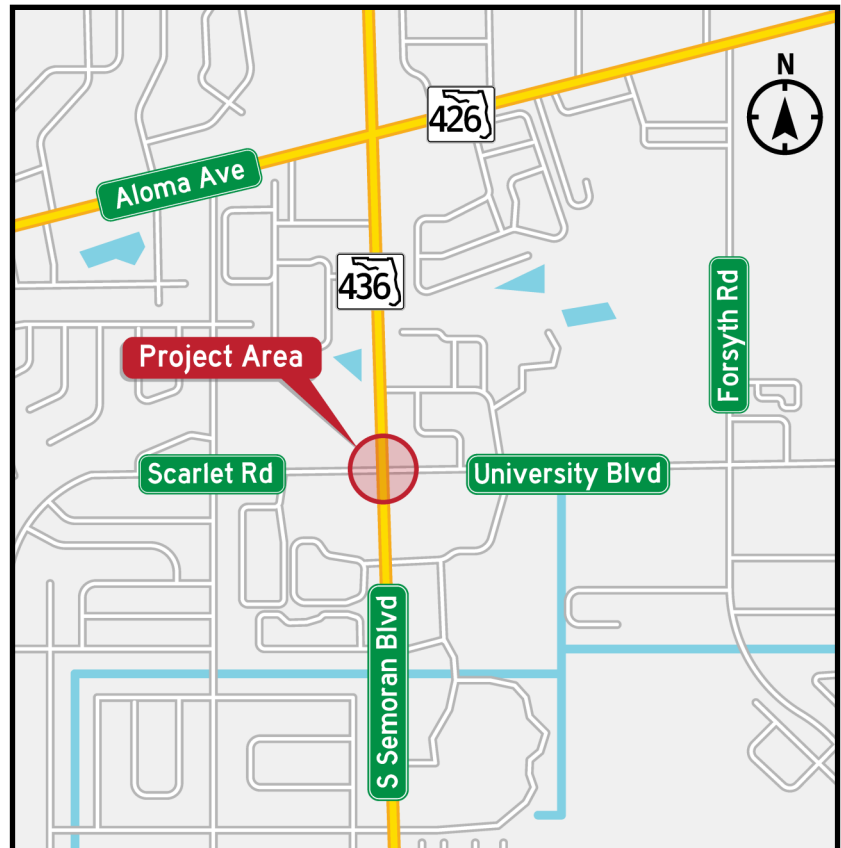 N
426
Aloma Ave
436
Forsyth Rd
Project Area
Scarlet Rd
University Blvd
S Semoran Blvd